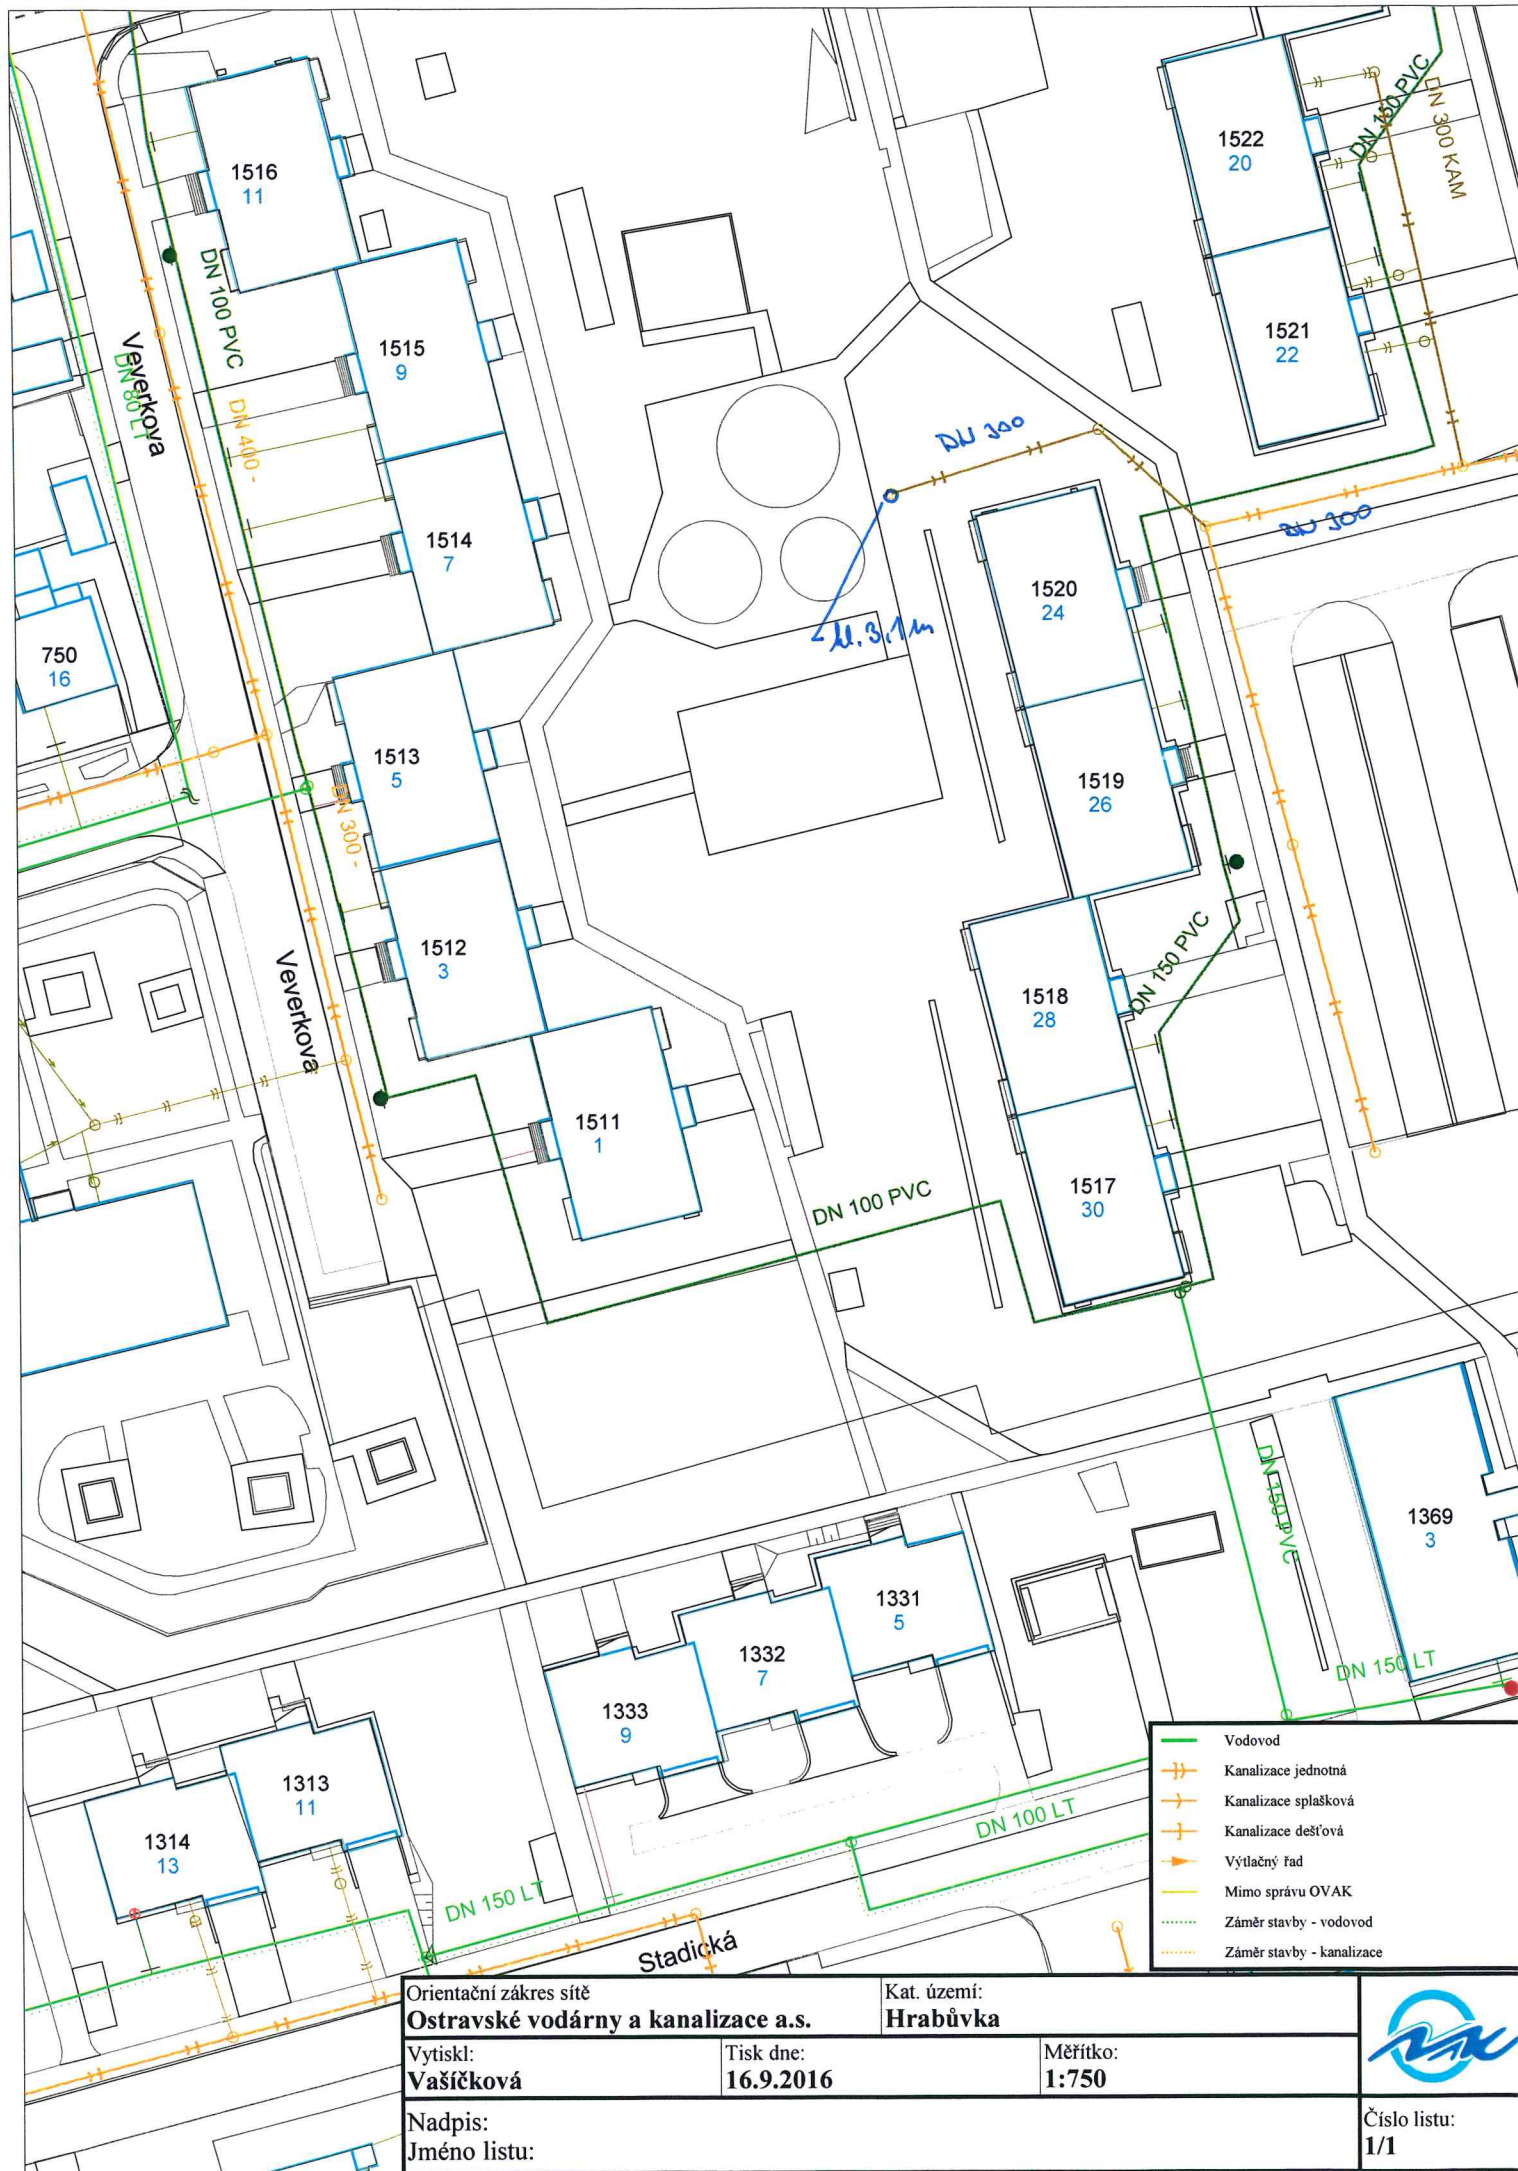 1516
11
1522
20
DN 150 PVC
DN 300 KAM
DN 100 PVC
1515
9
1521
22
Veverkova
DN 80 LT
DN 400 -
DN 300
DN 300
1514
7
1520
24
hl. 3,1 m
750
16
1513
5
1519
26
DN 300 -
1512
3
1518
28
DN 150 PVC
Veverkova
1511
1
1517
30
DN 100 PVC
DN 150 PVC
1369
3
1331
5
1332
7
1333
9
DN 150 LT
1313
11
1314
13
DN 100 LT
DN 150 LT
Stadická
Vodovod
Kanalizace jednotná
Kanalizace splašková
Kanalizace dešťová
Výtlačný řad
Mimo správu OVAK
Záměr stavby - vodovod
Záměr stavby - kanalizace
Orientační zákres sítě
Ostravské vodárny a kanalizace a.s.
Kat. území:
Hrabůvka
Vytiskl:
Vašíčková
Tisk dne:
16.9.2016
Měřítko:
1:750
Nadpis:
Jméno listu:
Číslo listu:
1/1